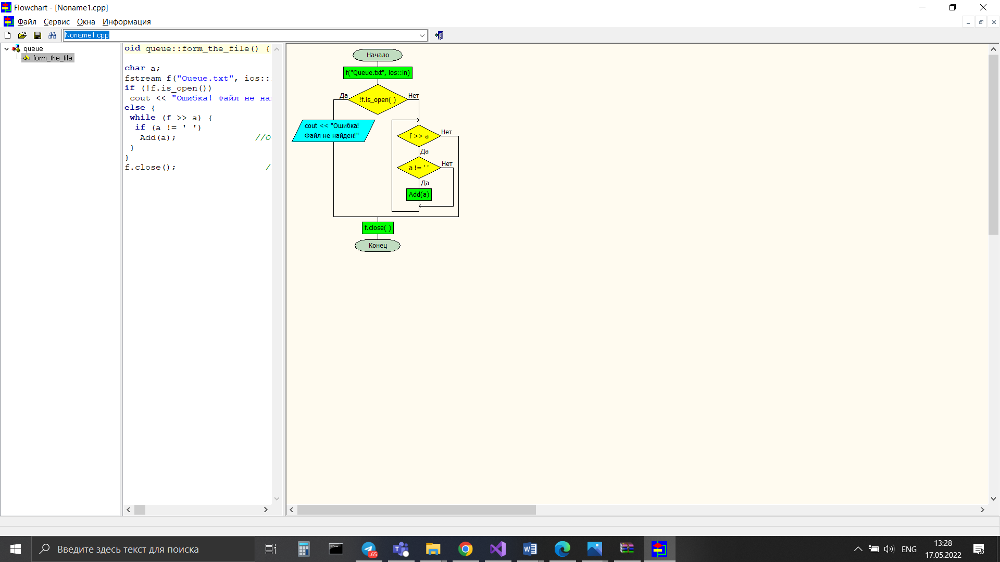 Flowchart - [Noname1.cpp]
Файл Сервис Окна Информация
Noname1.cpp
queue
form_the_file
oid queue::form_the_file() {
char a;
fstream f("Queue.txt", ios::
if (!f.is_open())
cout << "Ошибка! Файл не
else {
while (f >> a) {
if (a != ' ')
Add(a); //
}
}
f.close(); //
Начало
f("Queue.txt", ios::in)
Да
!f.is_open( )
Нет
cout << "Ошибка!
Файл не найден!"
f >> a
Нет
Да
a != ' '
Нет
Да
Add(a)
f.close( )
Конец
Введите здесь текст для поиска
..65
ENG
13:28
17.05.2022